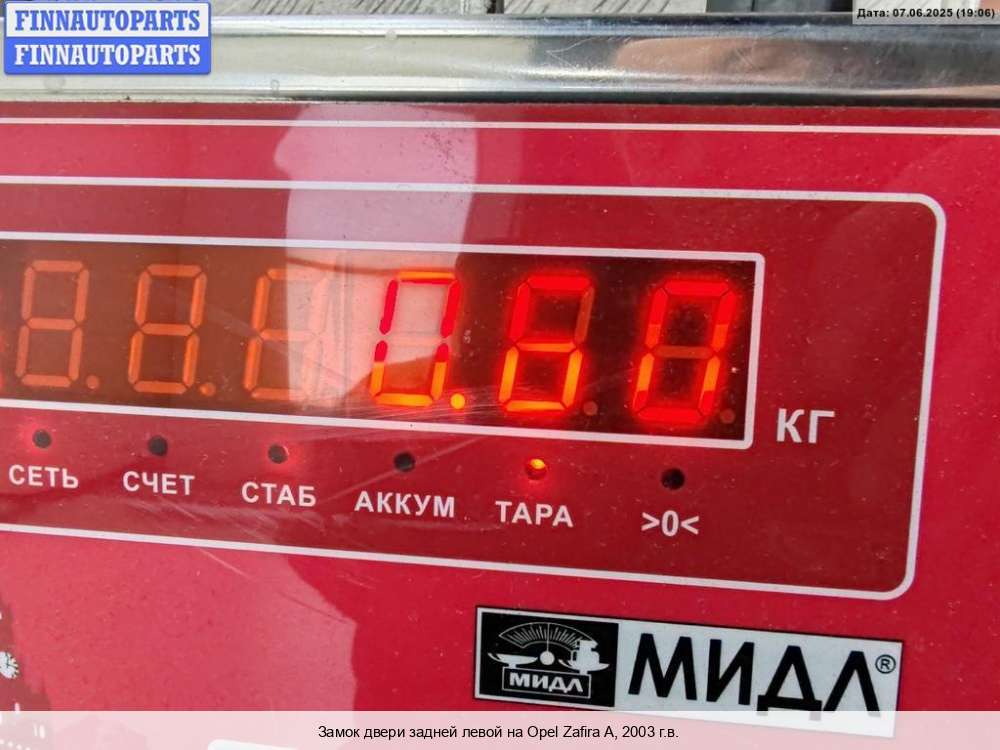 FINNAUTOPARTS
FINNAUTOPARTS
Дата: 07.06.2025 (19:06)
0.60
КГ
СЕТЬ
СЧЕТ
СТАБ
АККУМ
ТАРА
>0<
МИДЛ
МИДЛ®
Замок двери задней левой на Opel Zafira A, 2003 г.в.